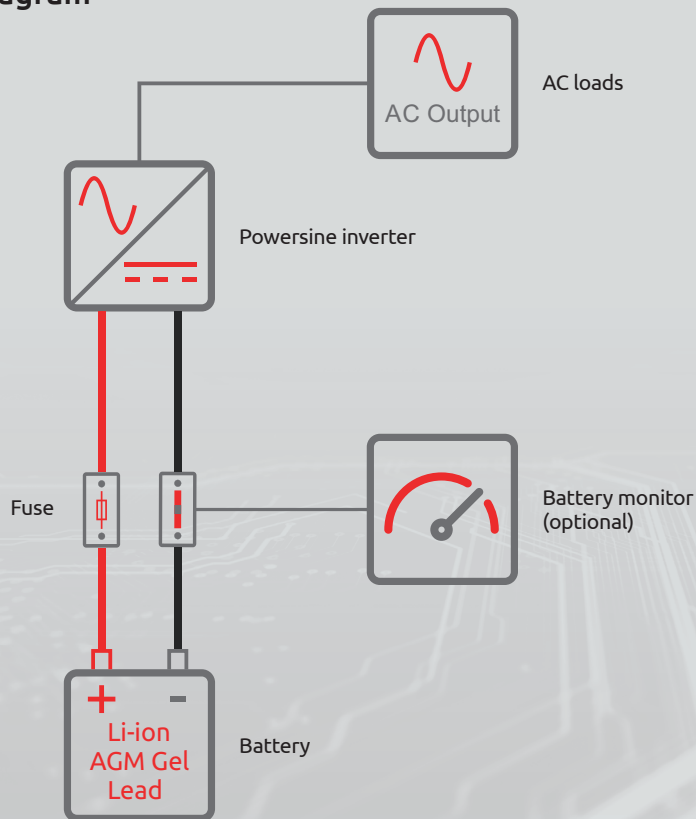 AC loads
AC Output
Powersine inverter
Fuse
Battery monitor
(optional)
+ -
Li-ion
AGM Gel
Lead
Battery